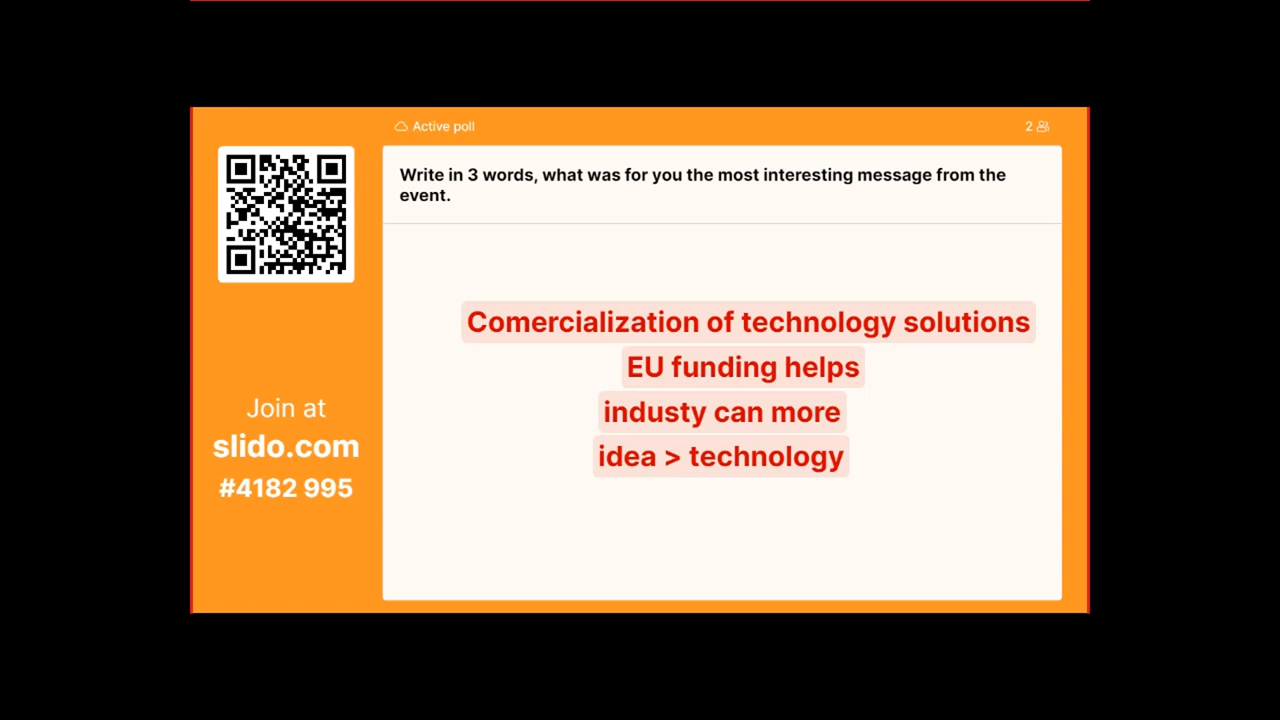 Active poll
2
Write in 3 words, what was for you the most interesting message from the
event.
Comercialization of technology solutions
EU funding helps
industy can more
idea > technology
Join at
slido.com
#4182 995